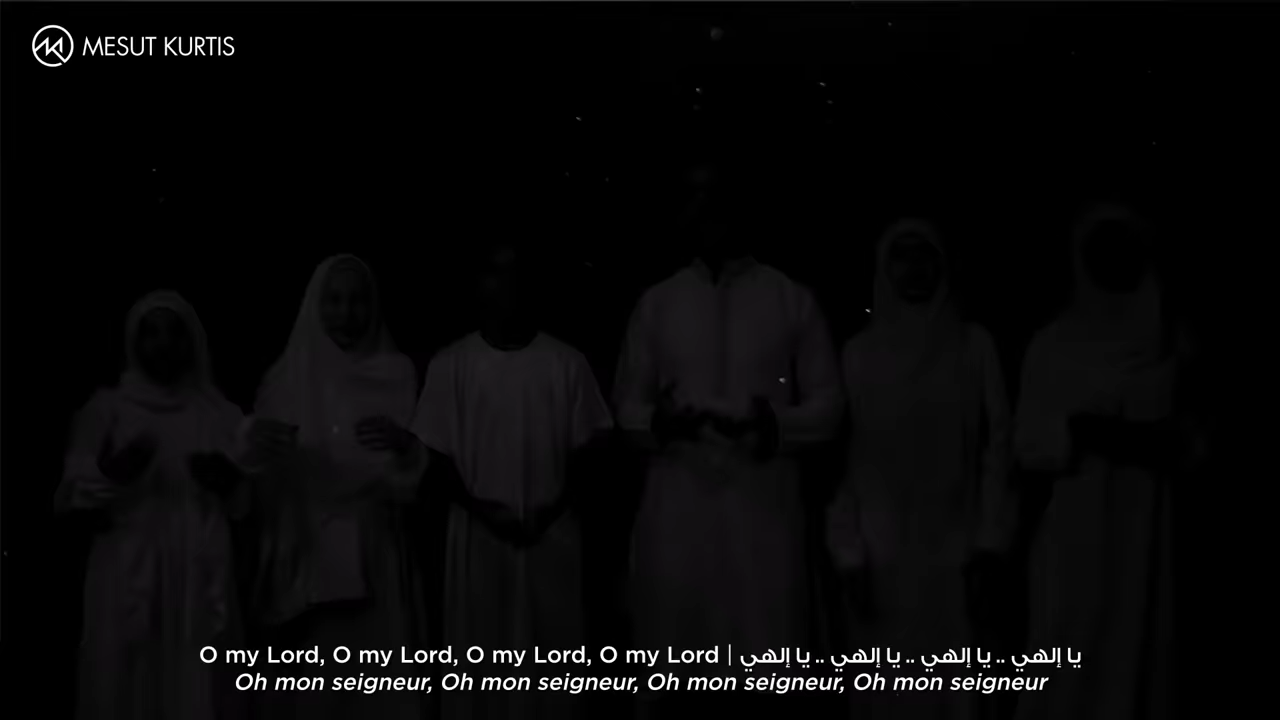 MESUT KURTIS
O my Lord, O my Lord, O my Lord, O my Lord | يا إلهي .. يا إلهي .. يا إلهي .. يا إلهي
Oh mon seigneur, Oh mon seigneur, Oh mon seigneur, Oh mon seigneur